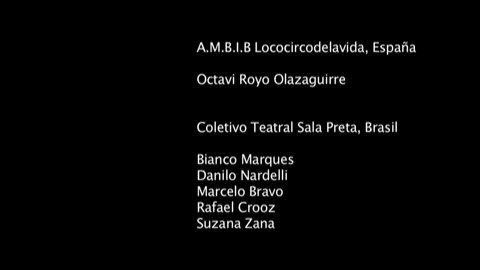 A.M.B.I.B Lococircodelavida, España
Octavi Royo Olazaguirre
Coletivo Teatral Sala Preta, Brasil
Bianco Marques
Danilo Nardelli
Marcelo Bravo
Rafael Crooz
Suzana Zana